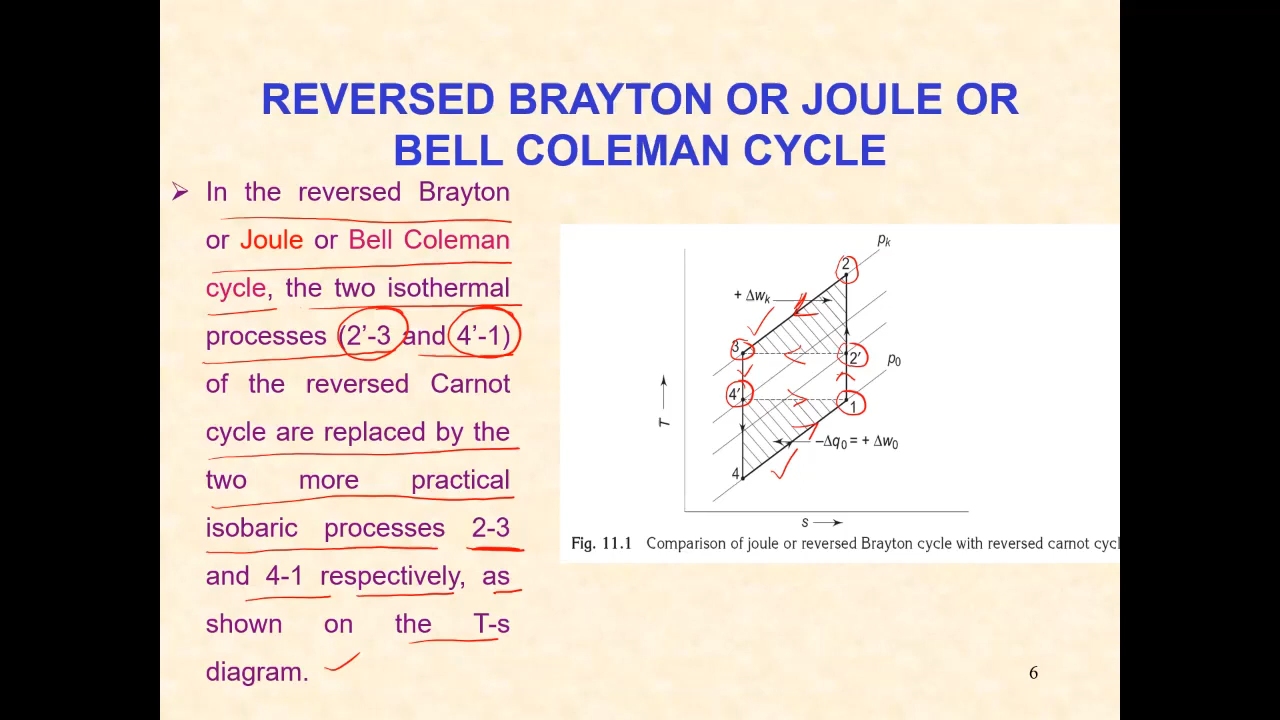 REVERSED BRAYTON OR JOULE OR
BELL COLEMAN CYCLE
➢ In the reversed Brayton
or Joule or Bell Coleman
cycle, the two isothermal
processes (2’-3 and 4’-1)
of the reversed Carnot
cycle are replaced by the
two more practical
isobaric processes 2-3
and 4-1 respectively, as
shown on the T-s
diagram.
pk
2
+ Δwk
3
2′
p0
4′
1
T
−Δq0 = + Δw0
4
s
Fig. 11.1 Comparison of joule or reversed Brayton cycle with reversed carnot cycl
6